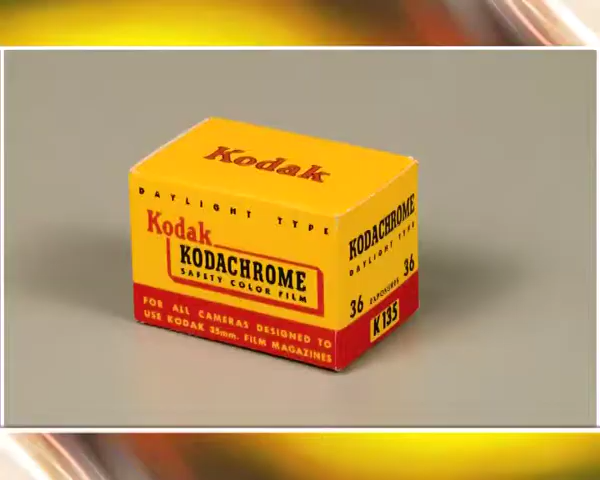 Kodak
DAYLIGHT TYPE
Kodak
KODACHROME
SAFETY COLOR FILM
FOR ALL CAMERAS DESIGNED TO
USE KODAK 35mm. FILM MAGAZINES
KODACHROME
DAYLIGHT TYPE
36 EXPOSURES 36
K 135